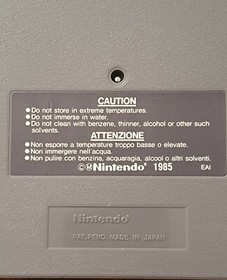 CAUTION
●Do not store in extreme temperatures.
●Do not immerse in water.
●Do not clean with benzene, thinner, alcohol or other such
solvents.
ATTENZIONE
●Non esporre a temperature troppo basse o elevate.
●Non immergere nell'acqua.
●Non pulire con benzina, acquaragia, alcool o altri solventi.
©ⓂNintendo® 1985 EAI
Nintendo®
PAT. PEND. MADE IN JAPAN